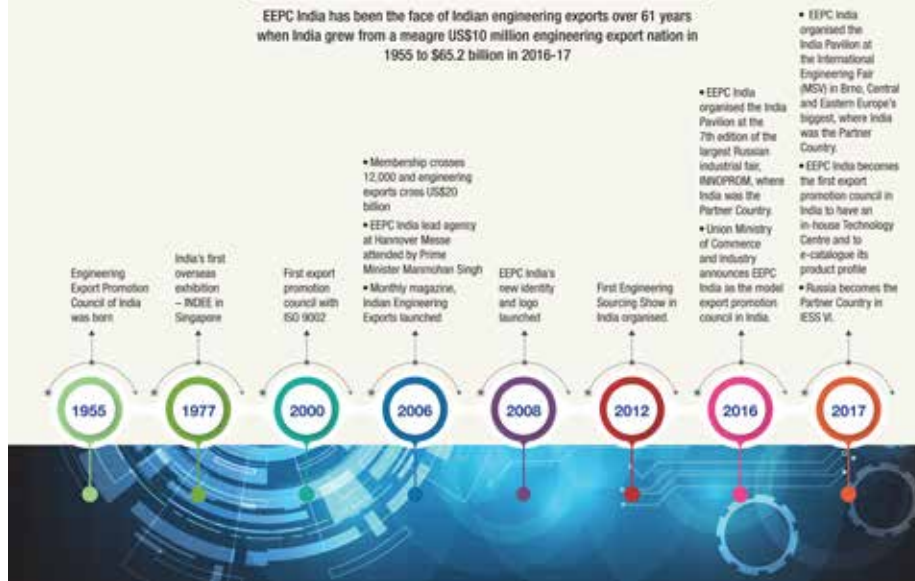 EEPC India has been the face of Indian engineering exports over 61 years
when India grew from a meagre US$10 million engineering export nation in
1955 to $65.2 billion in 2016-17
Engineering
Export Promotion
Council of India
was born
India's first
overseas
exhibition
– INDEE in
Singapore
First export
promotion
council with
ISO 9002
• Membership crosses
12,000 and engineering
exports cross US$20
billion
• EEPC India lead agency
at Hannover Messe
attended by Prime
Minister Manmohan Singh
• Monthly magazine,
Indian Engineering
Exports launched
EEPC India's
new identity
and logo
launched
First Engineering
Sourcing Show in
India organised.
• EEPC India
organised the India
Pavilion at the
7th edition of the
largest Russian
industrial fair,
INNOPROM, where
India was the
Partner Country.
• Union Ministry
of Commerce
and Industry
announces EEPC
India as the model
export promotion
council in India.
• EEPC India
organised the
India Pavilion at
the International
Engineering Fair
(MSV) in Brno, Central
and Eastern Europe's
biggest, where India
was the Partner
Country.
• EEPC India becomes
the first export
promotion council in
India to have an
in-house Technology
Centre and to
e-catalogue its
product profile
• Russia becomes the
Partner Country in
IESS VI.
1955
1977
2000
2006
2008
2012
2016
2017